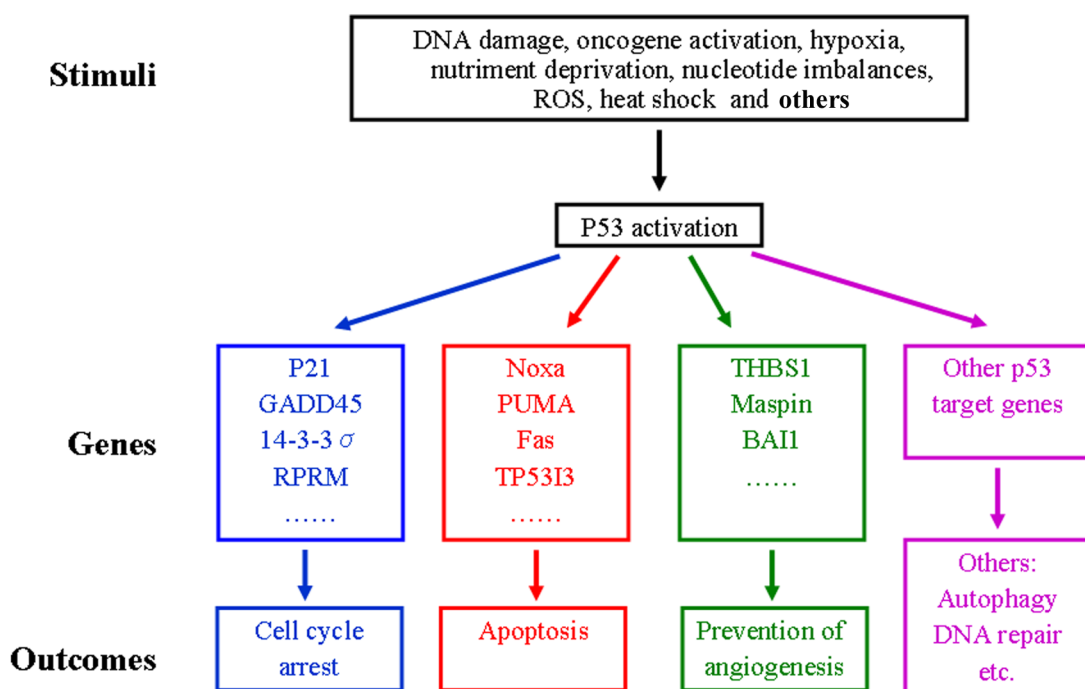 Stimuli
DNA damage, oncogene activation, hypoxia,
nutriment deprivation, nucleotide imbalances,
ROS, heat shock and others
P53 activation
Genes
P21
GADD45
14-3-3 σ
RPRM
......
Noxa
PUMA
Fas
TP53I3
......
THBS1
Maspin
BAI1
......
Other p53
target genes
Outcomes
Cell cycle
arrest
Apoptosis
Prevention of
angiogenesis
Others:
Autophagy
DNA repair
etc.